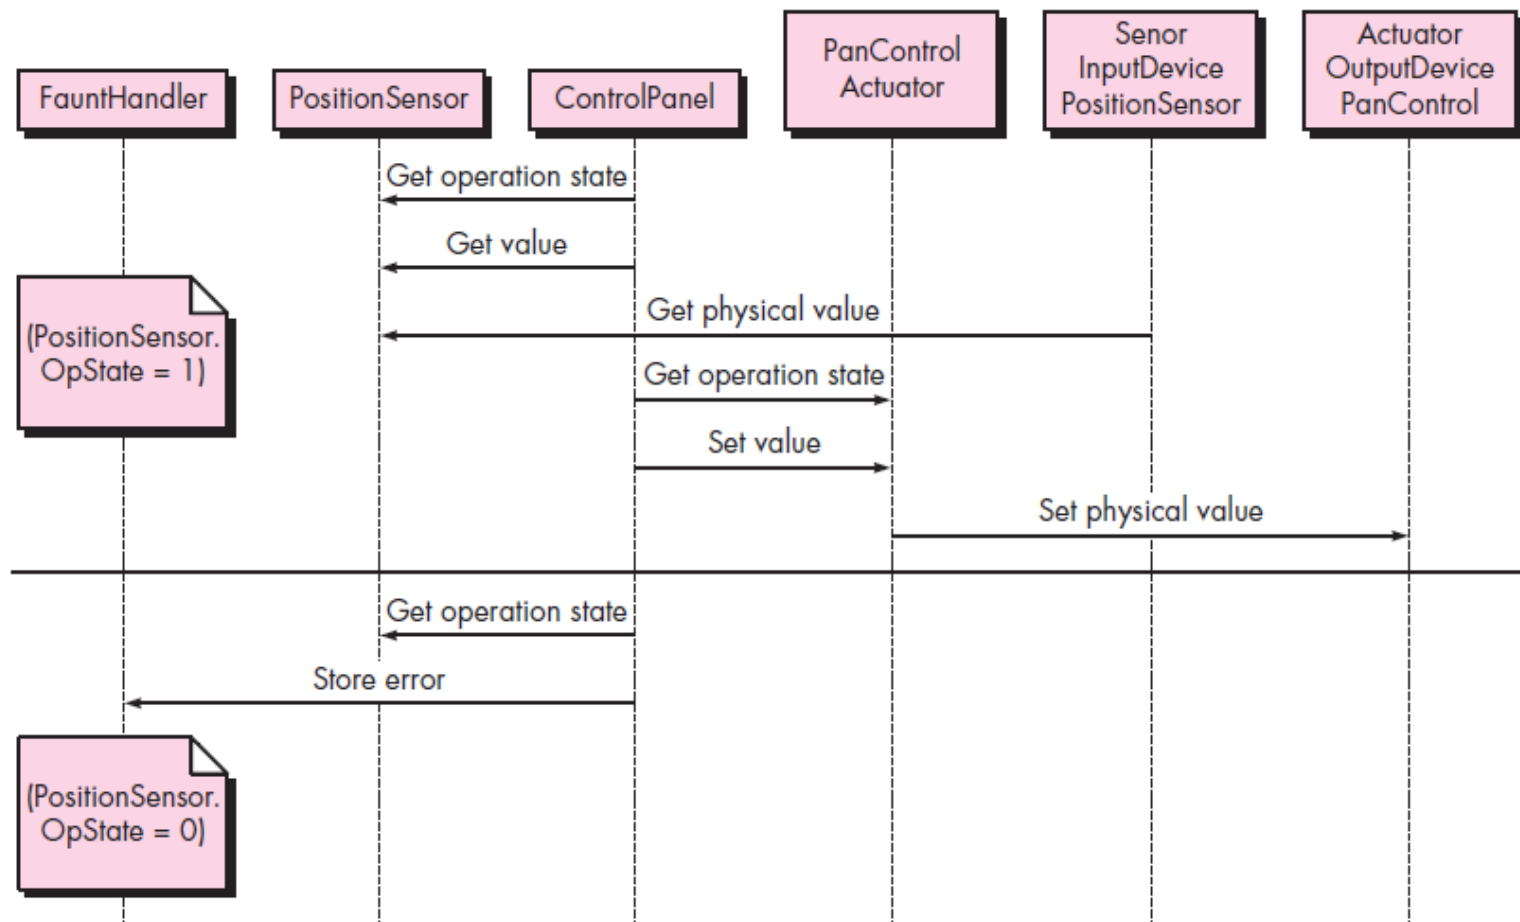 FauntHandler
PositionSensor
ControlPanel
PanControl
Actuator
Senor
InputDevice
PositionSensor
Actuator
OutputDevice
PanControl
Get operation state
Get value
(PositionSensor.
OpState = 1)
Get physical value
Get operation state
Set value
Set physical value
Get operation state
Store error
(PositionSensor.
OpState = 0)